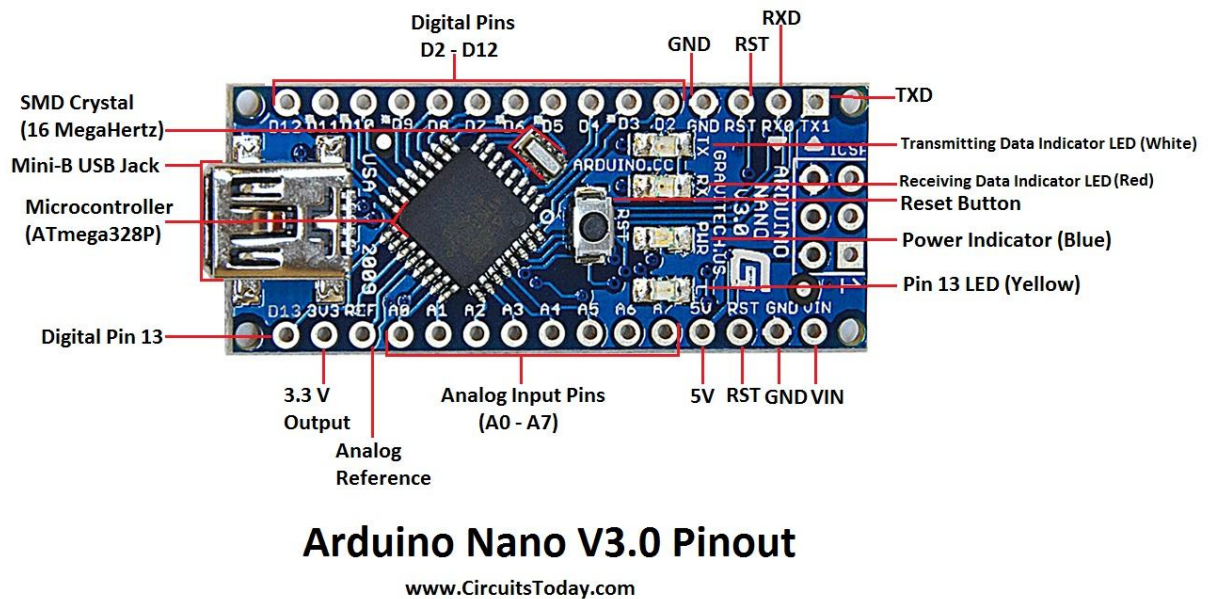 Digital Pins
D2 - D12
GND
RST
RXD
TXD
SMD Crystal
(16 MegaHertz)
Mini-B USB Jack
Microcontroller
(ATmega328P)
Digital Pin 13
D12 D11 D10 D9 D8 D7 D6 D5 D4 D3 D2 GND RST RX0 TX1
ICSP
TX
RX
PWR
L
ARDUINO.CC
GRAVITECH.US
ARDUINO
NANO
V3.0
RST
USA
2009
G
1
D13 3V3 REF A0 A1 A2 A3 A4 A5 A6 A7 5V RST GND VIN
Transmitting Data Indicator LED (White)
Receiving Data Indicator LED (Red)
Reset Button
Power Indicator (Blue)
Pin 13 LED (Yellow)
3.3 V
Output
Analog
Reference
Analog Input Pins
(A0 - A7)
5V
RST
GND
VIN
Arduino Nano V3.0 Pinout
www.CircuitsToday.com